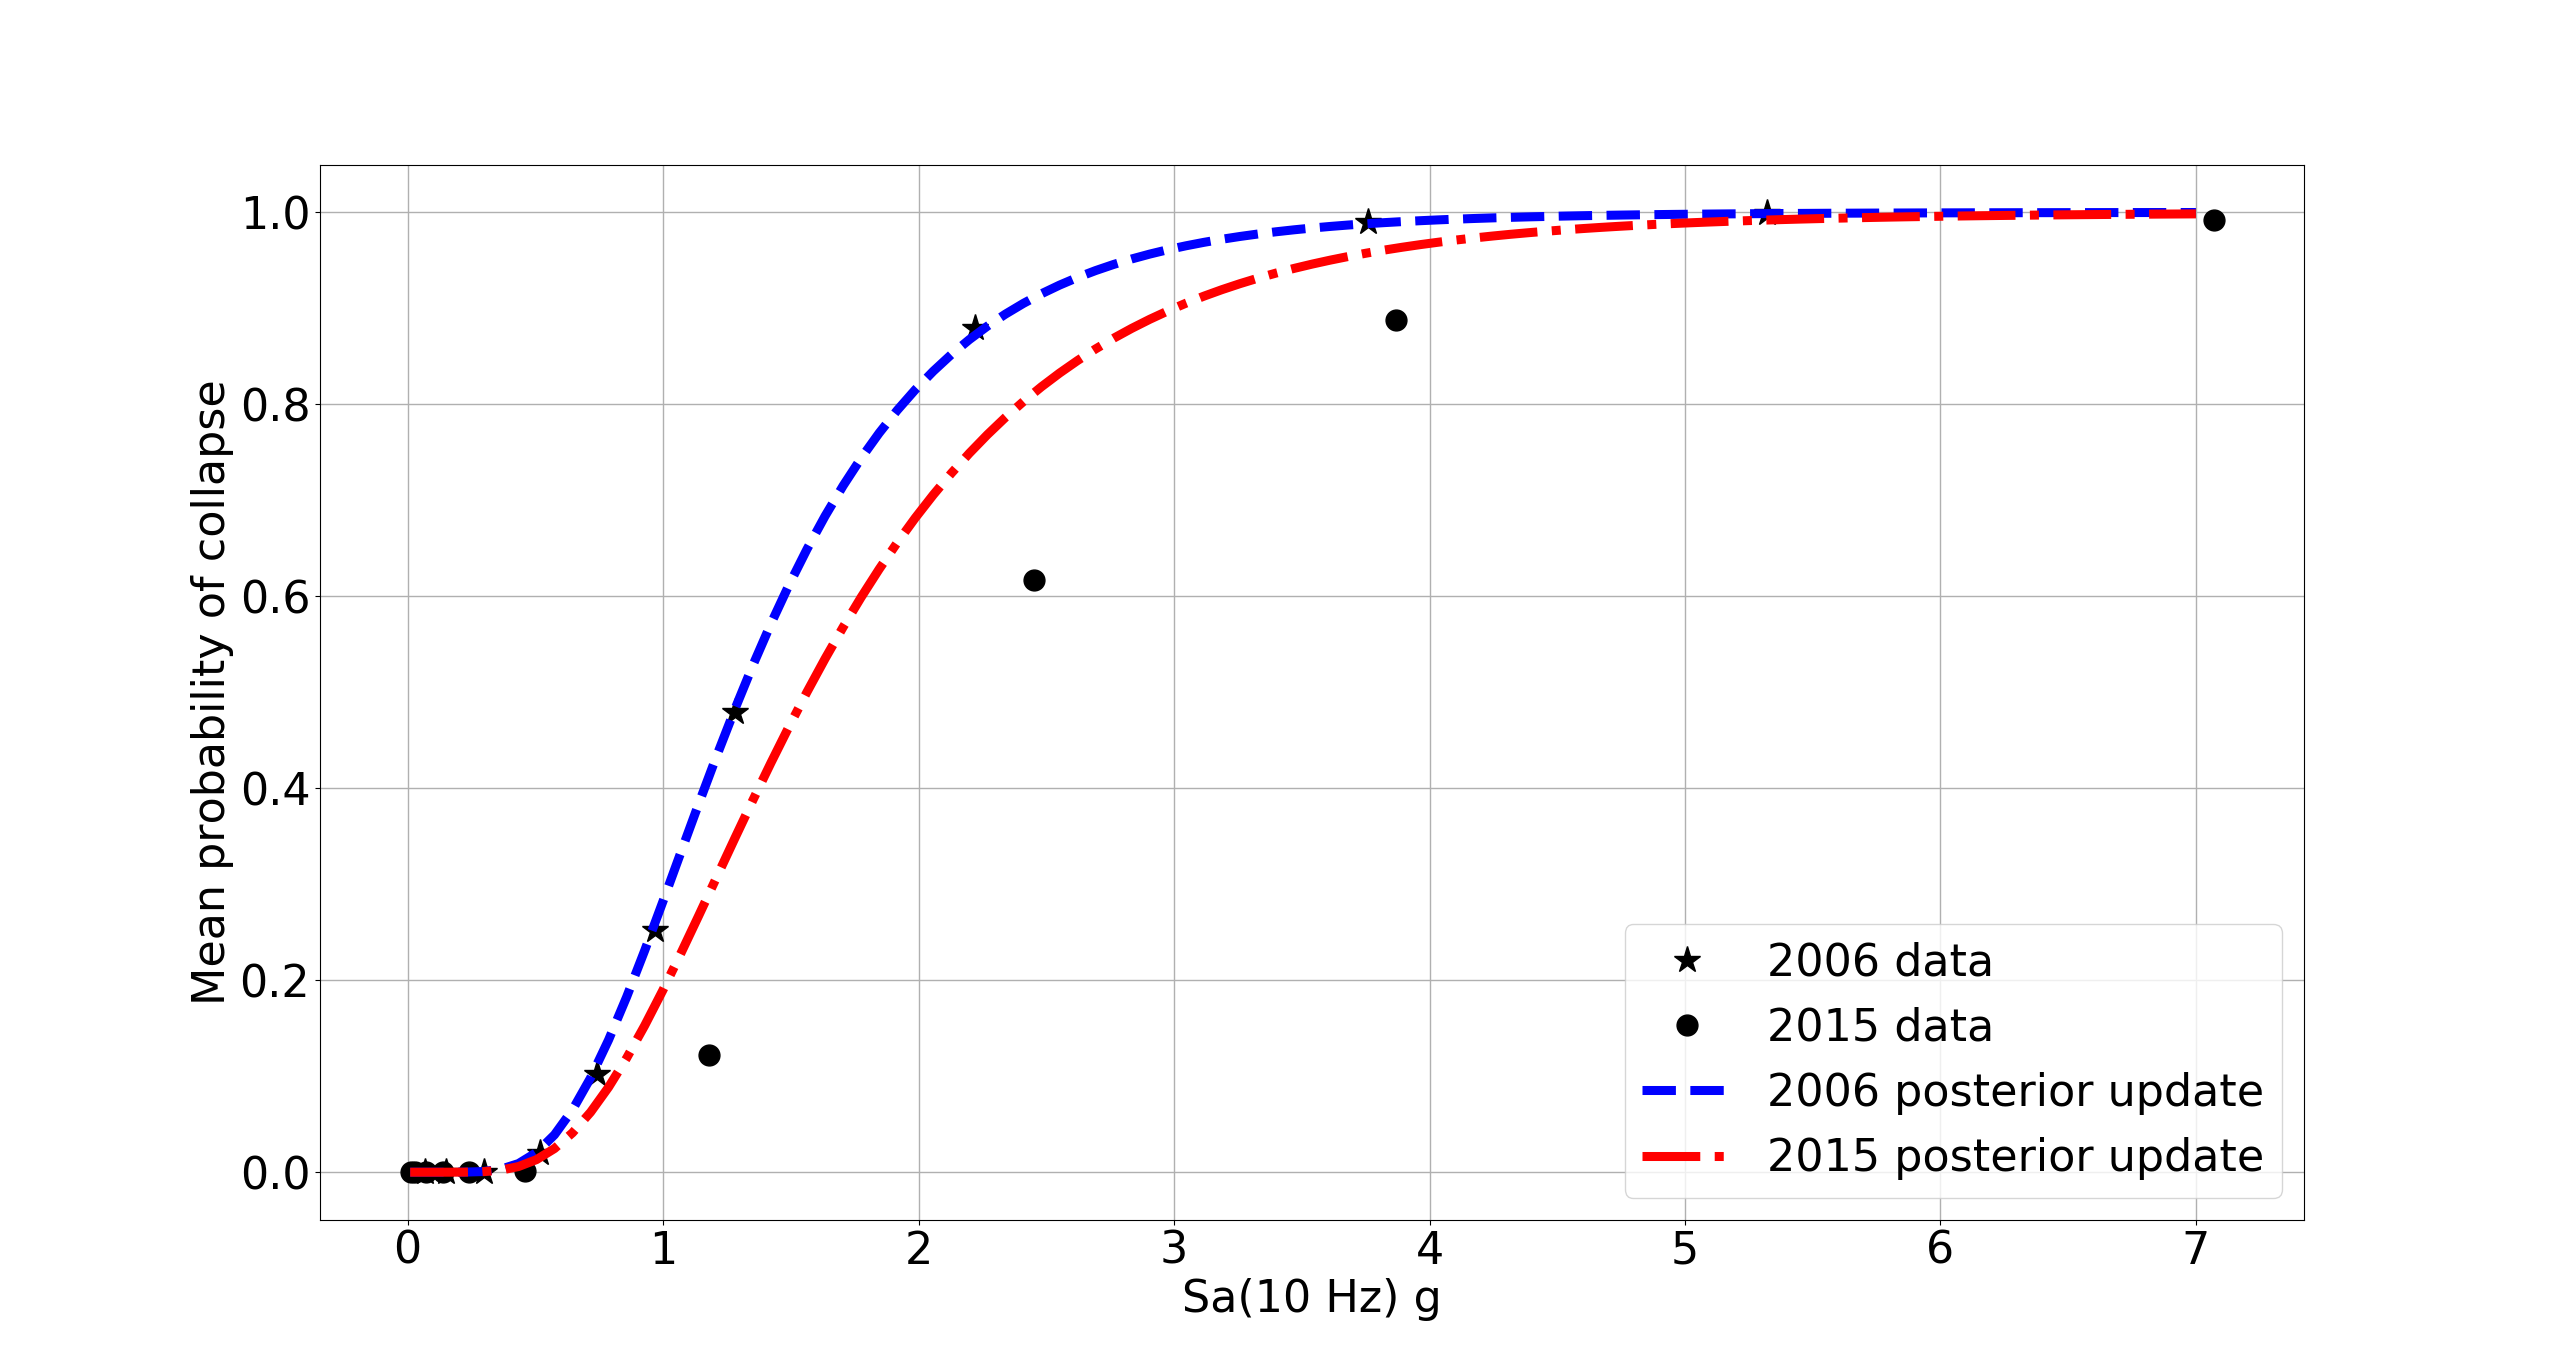 Mean probability of collapse
1.0
0.8
0.6
0.4
0.2
0.0
0 1 2 3 4 5 6 7
Sa(10 Hz) g
2006 data
2015 data
2006 posterior update
2015 posterior update